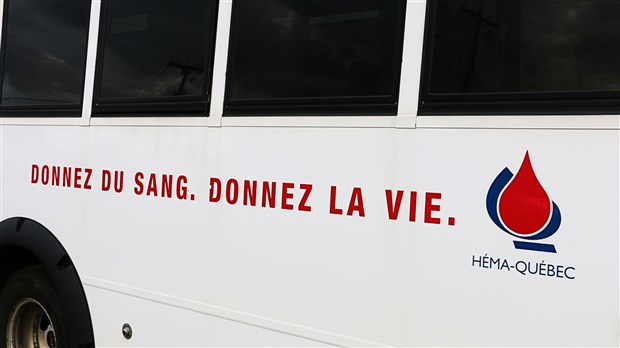 DONNEZ DU SANG. DONNEZ LA VIE.
HÉMA-QUÉBEC